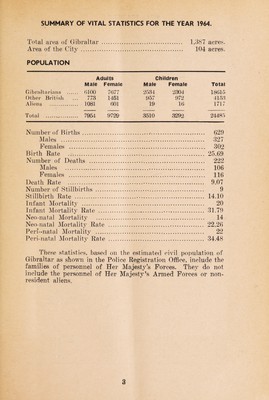 SUMMARY OF VITAL STATISTICS FOR THE YEAR 1964.
Total area of Gibraltar 1,387 acres.
Area of the City 104 acres.
POPULATION
Adults Children
Male Female Male Female Total
Gibraltarians 6100 7677 2534 2304 18615
Other British 773 1451 957 972 4153
Aliens 1081 601 19 16 1717
Total 7954 9729 3510 3292 24485
Number of Births 629
Males 327
Females 302
Birth Rate 25.69
Number of Deaths 222
Males 106
Females 116
Death Rate 9.07
Number of Stillbirths 9
Stillbirth Rate 14.10
Infant Mortality 20
Infant Mortality Rate 31.79
Neo-natal Mortality 14
Neo-natal Mortality Rate 22.26
Peri-natal Mortality 22
Peri-natal Mortality Rate 34.48
These statistics, based on the estimated civil population of
Gibraltar as shown in the Police Registration Office, include the
families of personnel of Her Majesty's Forces. They do not
include the personnel of Her Majesty's Armed Forces or non-
resident aliens.
3